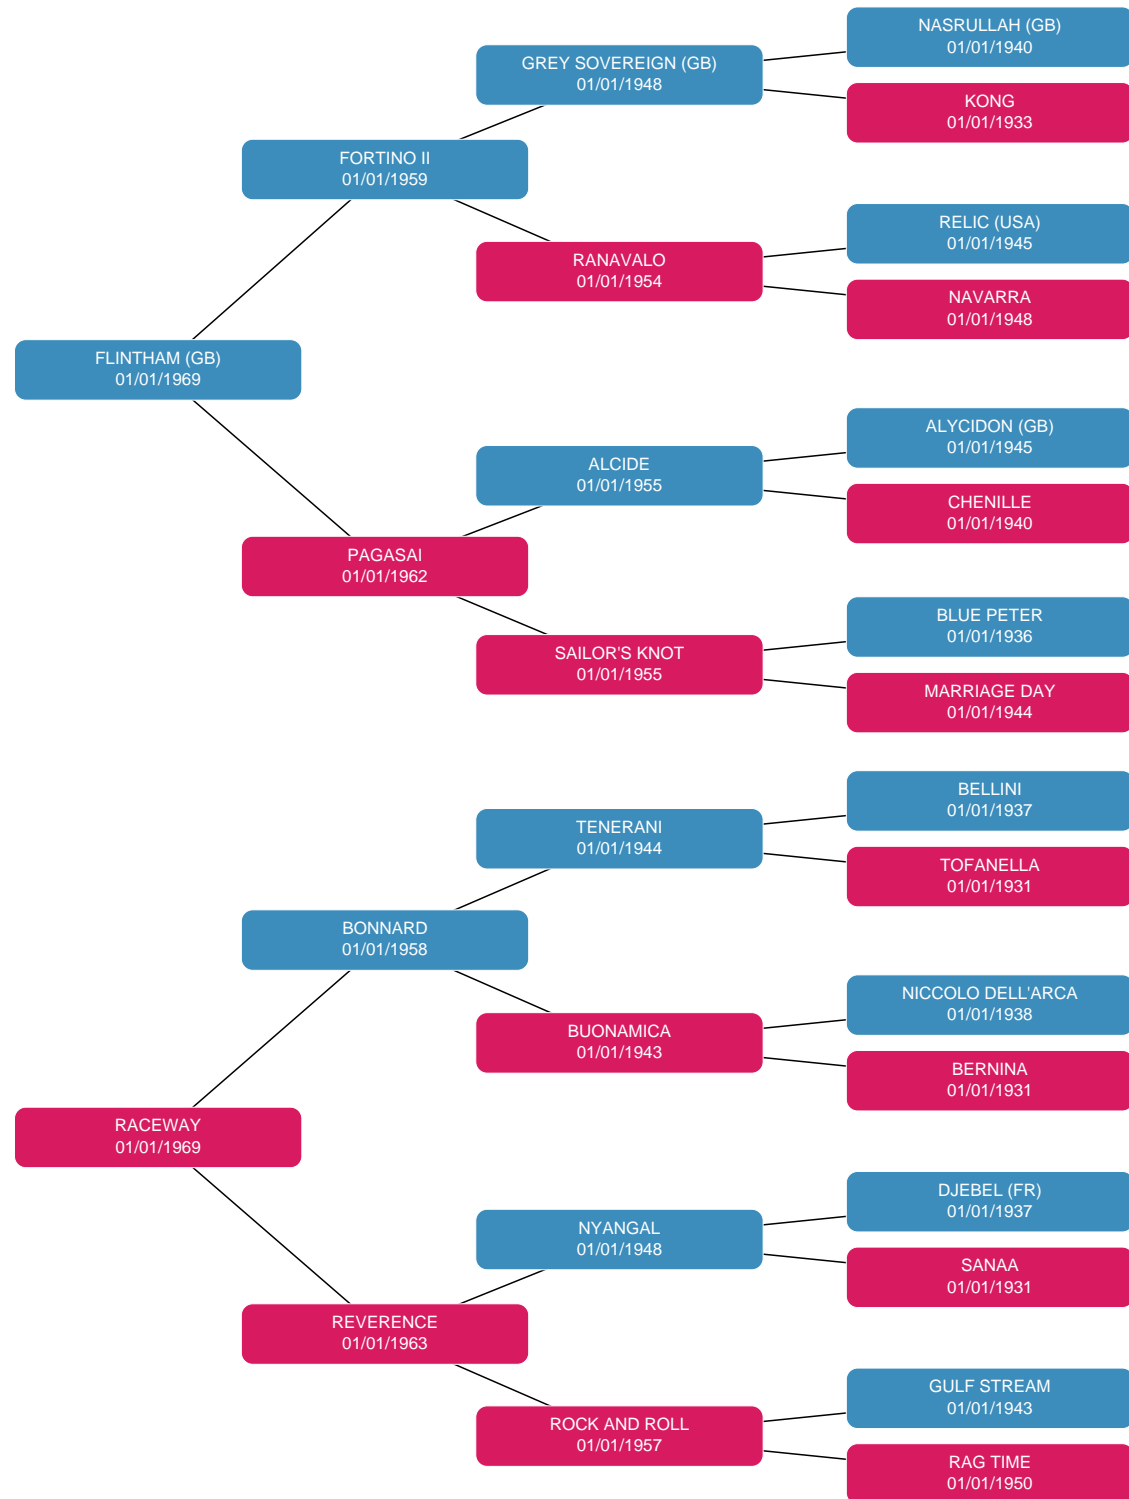 NASRULLAH (GB)
01/01/1940
GREY SOVEREIGN (GB)
01/01/1948
KONG
01/01/1933
FORTINO II
01/01/1959
RELIC (USA)
01/01/1945
RANAVALO
01/01/1954
NAVARRA
01/01/1948
FLINTHAM (GB)
01/01/1969
ALYCIDON (GB)
01/01/1945
ALCIDE
01/01/1955
CHENILLE
01/01/1940
PAGASAI
01/01/1962
BLUE PETER
01/01/1936
SAILOR'S KNOT
01/01/1955
MARRIAGE DAY
01/01/1944
BELLINI
01/01/1937
TENERANI
01/01/1944
TOFANELLA
01/01/1931
BONNARD
01/01/1958
NICCOLO DELL'ARCA
01/01/1938
BUONAMICA
01/01/1943
BERNINA
01/01/1931
RACEWAY
01/01/1969
DJEBEL (FR)
01/01/1937
NYANGAL
01/01/1948
SANAA
01/01/1931
REVERENCE
01/01/1963
GULF STREAM
01/01/1943
ROCK AND ROLL
01/01/1957
RAG TIME
01/01/1950